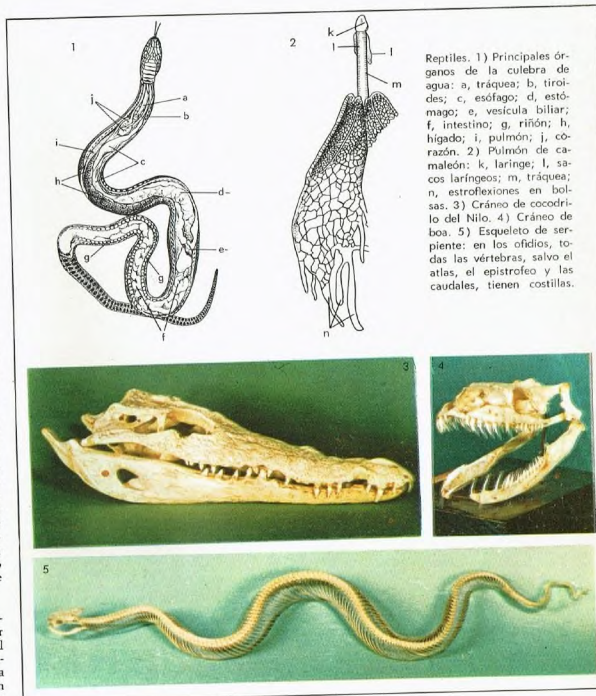 1
a
b
j
i
c
h
d
e
g
g
f
2
k
l
l
m
n
Reptiles. 1) Principales ór-
ganos de la culebra de
agua: a, tráquea; b, tiroi-
des; c, esófago; d, estó-
mago; e, vesícula biliar;
f, intestino; g, riñón; h,
hígado; i, pulmón; j, co-
razón. 2) Pulmón de ca-
maleón: k, laringe; l, sa-
cos laríngeos; m, tráquea;
n, estroflexiones en bol-
sas. 3) Cráneo de cocodri-
lo del Nilo. 4) Cráneo de
boa. 5) Esqueleto de ser-
piente: en los ofidios, to-
das las vértebras, salvo el
atlas, el epistrofeo y las
caudales, tienen costillas.
3
4
5